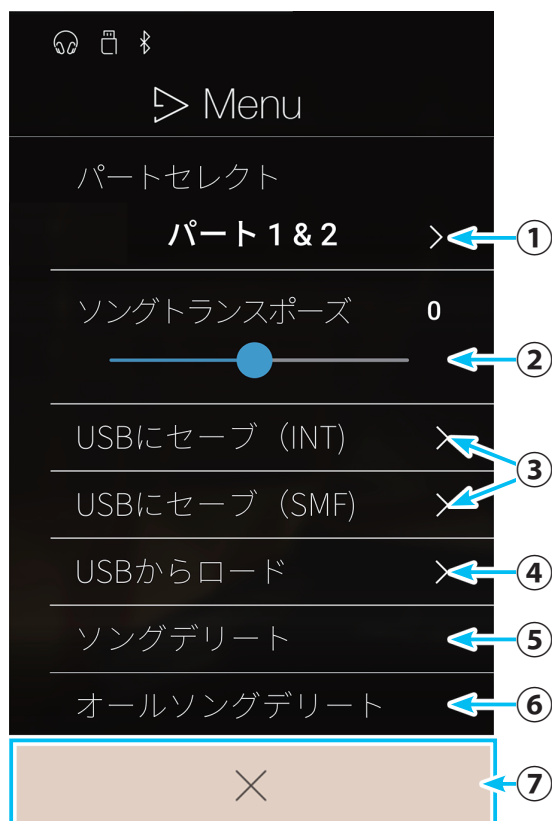 Menu
パートセレクト
パート 1 & 2 ①
ソングトランスポーズ 0
②
USBにセーブ（INT)
③
USBにセーブ（SMF)
USBからロード ④
ソングデリート ⑤
オールソングデリート ⑥
⑦